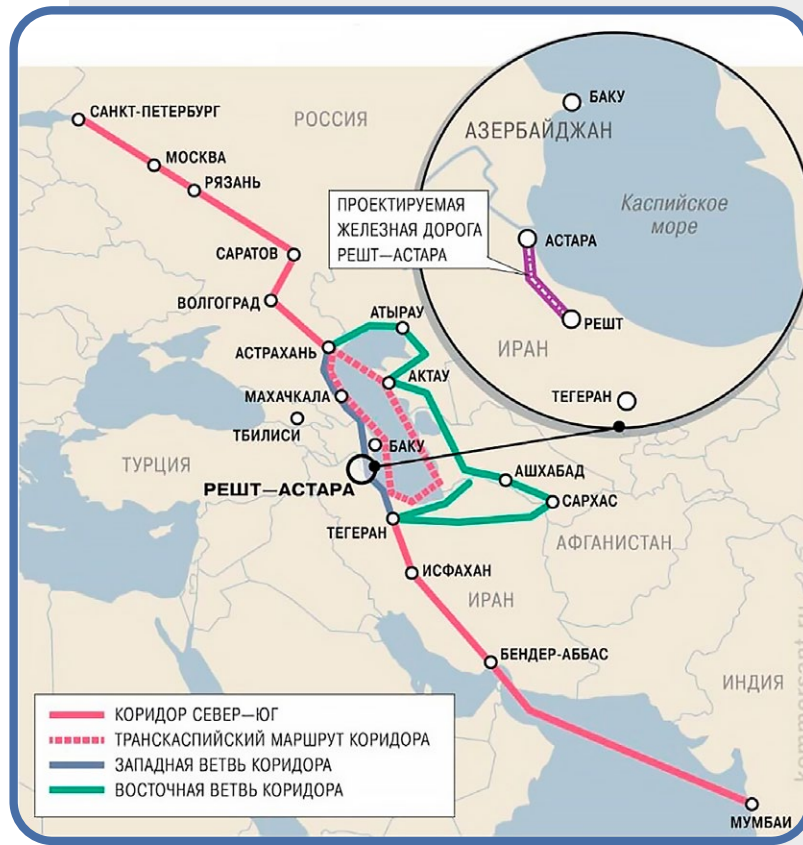 САНКТ-ПЕТЕРБУРГ
РОССИЯ
МОСКВА
РЯЗАНЬ
САРАТОВ
ВОЛГОГРАД
АСТРАХАНЬ
АТЫРАУ
АКТАУ
МАХАЧКАЛА
ТБИЛИСИ
БАКУ
ТУРЦИЯ
РЕШТ—АСТАРА
АШХАБАД
САРХАС
ТЕГЕРАН
АФГАНИСТАН
ИСФАХАН
ИРАН
БЕНДЕР-АББАС
ИНДИЯ
МУМБАИ
БАКУ
АЗЕРБАЙДЖАН
Каспийское
море
ПРОЕКТИРУЕМАЯ
ЖЕЛЕЗНАЯ ДОРОГА
РЕШТ—АСТАРА
АСТАРА
РЕШТ
ИРАН
ТЕГЕРАН
КОРИДОР СЕВЕР—ЮГ
ТРАНСКАСПИЙСКИЙ МАРШРУТ КОРИДОРА
ЗАПАДНАЯ ВЕТВЬ КОРИДОРА
ВОСТОЧНАЯ ВЕТВЬ КОРИДОРА
kommersant.ru